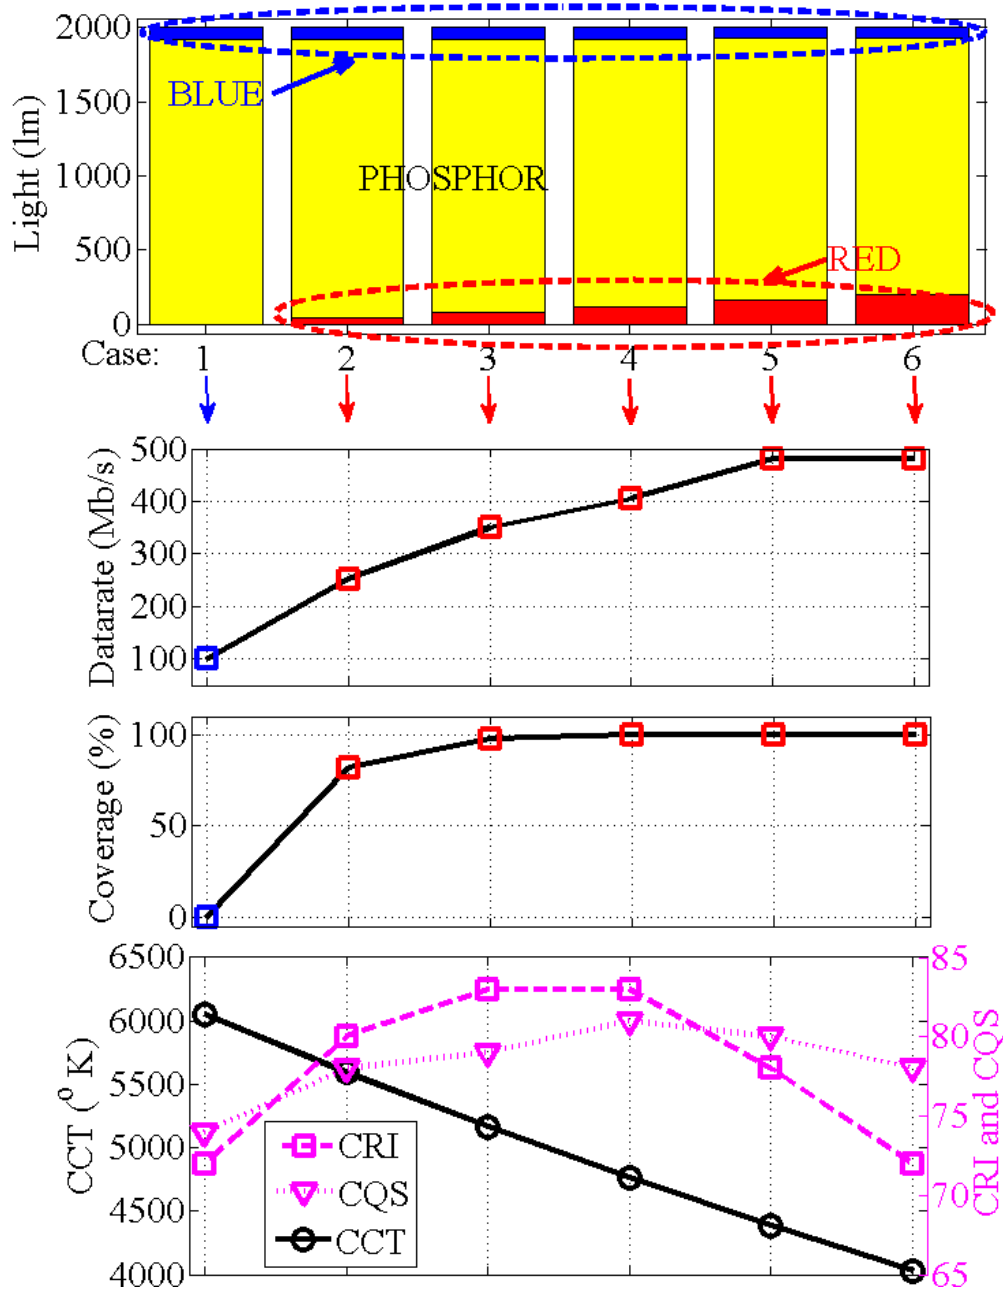 2000
BLUE
1500
PHOSPHOR
1000
500
RED
0
Light (lm)
Case: 1 2 3 4 5 6
500
400
300
200
100
Datarate (Mb/s)
100
50
0
Coverage (%)
6500 85
6000 80
5500
5000 75
4500 70
4000 65
CCT (° K)
CRI and CQS
CRI
CQS
CCT